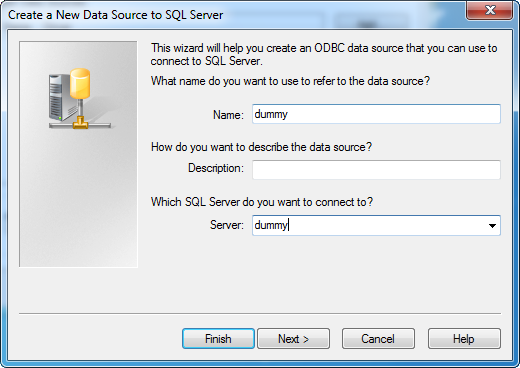 Create a New Data Source to SQL Server
This wizard will help you create an ODBC data source that you can use to
connect to SQL Server.
What name do you want to use to refer to the data source?
Name: dummy
How do you want to describe the data source?
Description:
Which SQL Server do you want to connect to?
Server: dummy
Finish Next > Cancel Help